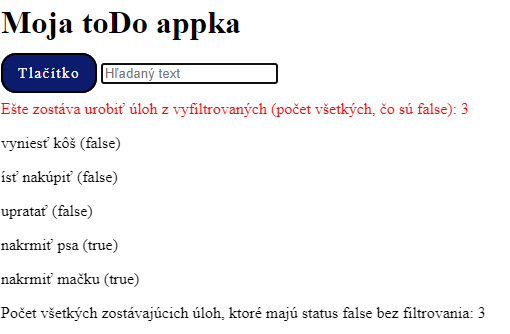 Moja toDo appka
Tlačítko Hľadaný text
Ešte zostáva urobiť úloh z vyfiltrovaných (počet všetkých, čo sú false): 3
vyniesť kôš (false)
ísť nakúpiť (false)
upratať (false)
nakrmiť psa (true)
nakrmiť mačku (true)
Počet všetkých zostávajúcich úloh, ktoré majú status false bez filtrovania: 3